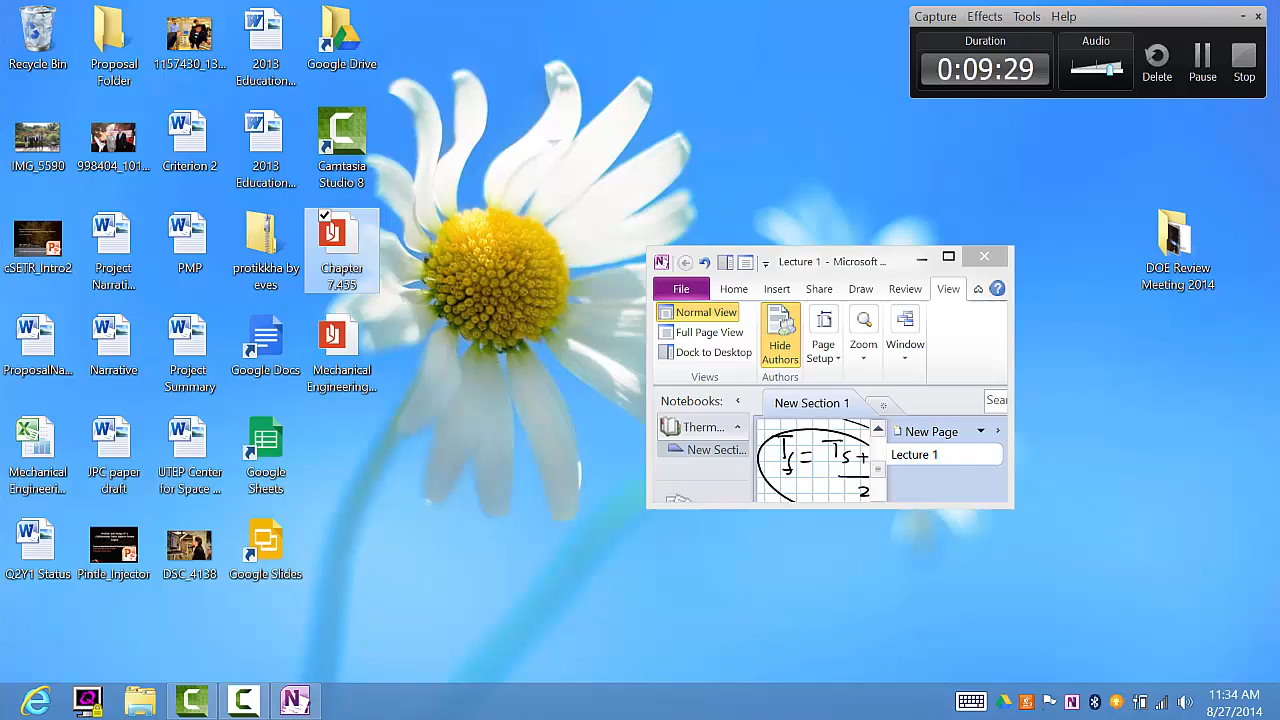 Recycle Bin
Proposal Folder
1157430_13...
2013 Education...
Google Drive
IMG_5590
998404_101...
Criterion 2
2013 Education...
Camtasia Studio 8
cSETR_Intro2
Project Narrati...
PMP
protikkha by eves
Chapter 7.455
ProposalNa...
Narrative
Project Summary
Google Docs
Mechanical Engineering...
Mechanical Engineeri...
JPC paper draft
UTEP Center for Space ...
Google Sheets
Q2Y1 Status
Pintle_Injector
DSC_4138
Google Slides
Capture Effects Tools Help
Duration
0:09:29
Audio
Delete
Pause
Stop
DOE Review Meeting 2014
Lecture 1 - Microsoft ...
File Home Insert Share Draw Review View
Normal View
Full Page View
Dock to Desktop
Views
Hide Authors
Authors
Page Setup
Zoom
Window
Notebooks:
New Section 1
Sear
Therm...
New Secti...
New Page
Lecture 1
2
11:34 AM
8/27/2014